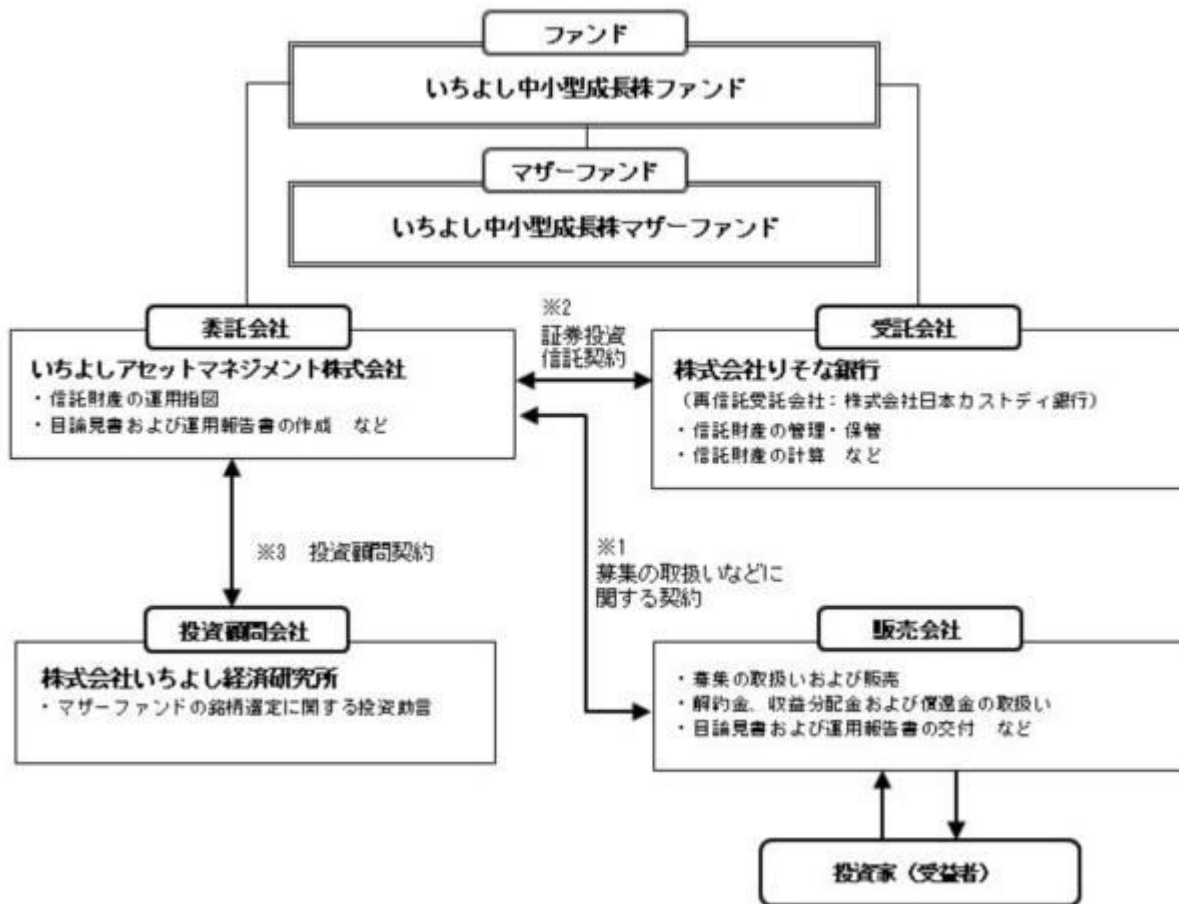 ファンド
いちよし中小型成長株ファンド
マザーファンド
いちよし中小型成長株マザーファンド
委託会社
いちよしアセットマネジメント株式会社
・信託財産の運用指図
・目論見書および運用報告書の作成 など
※2
証券投資
信託契約
受託会社
株式会社りそな銀行
(再信託受託会社：株式会社日本カストディ銀行)
・信託財産の管理・保管
・信託財産の計算 など
※3 投資顧問契約
※1
募集の取扱いなどに
関する契約
投資顧問会社
株式会社いちよし経済研究所
・マザーファンドの銘柄選定に関する投資助言
販売会社
・募集の取扱いおよび販売
・解約金、収益分配金および償還金の取扱い
・目論見書および運用報告書の交付 など
投資家（受益者）